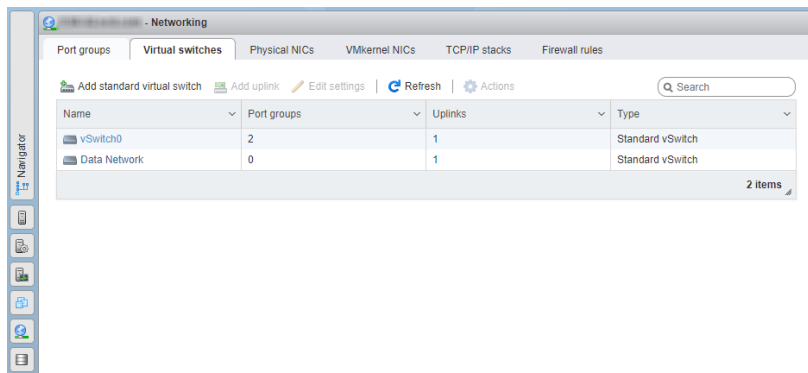 - Networking
Port groups Virtual switches Physical NICs VMkernel NICs TCP/IP stacks Firewall rules
Add standard virtual switch Add uplink Edit settings Refresh Actions Search
Name Port groups Uplinks Type
vSwitch0 2 1 Standard vSwitch
Data Network 0 1 Standard vSwitch
2 items
Navigator